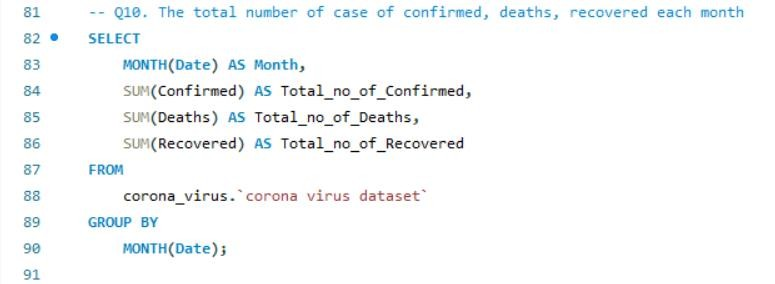 81 -- Q10. The total number of case of confirmed, deaths, recovered each month
82 SELECT
83 MONTH(Date) AS Month,
84 SUM(Confirmed) AS Total_no_of_Confirmed,
85 SUM(Deaths) AS Total_no_of_Deaths,
86 SUM(Recovered) AS Total_no_of_Recovered
87 FROM
88 corona_virus.`corona virus dataset`
89 GROUP BY
90 MONTH(Date);
91